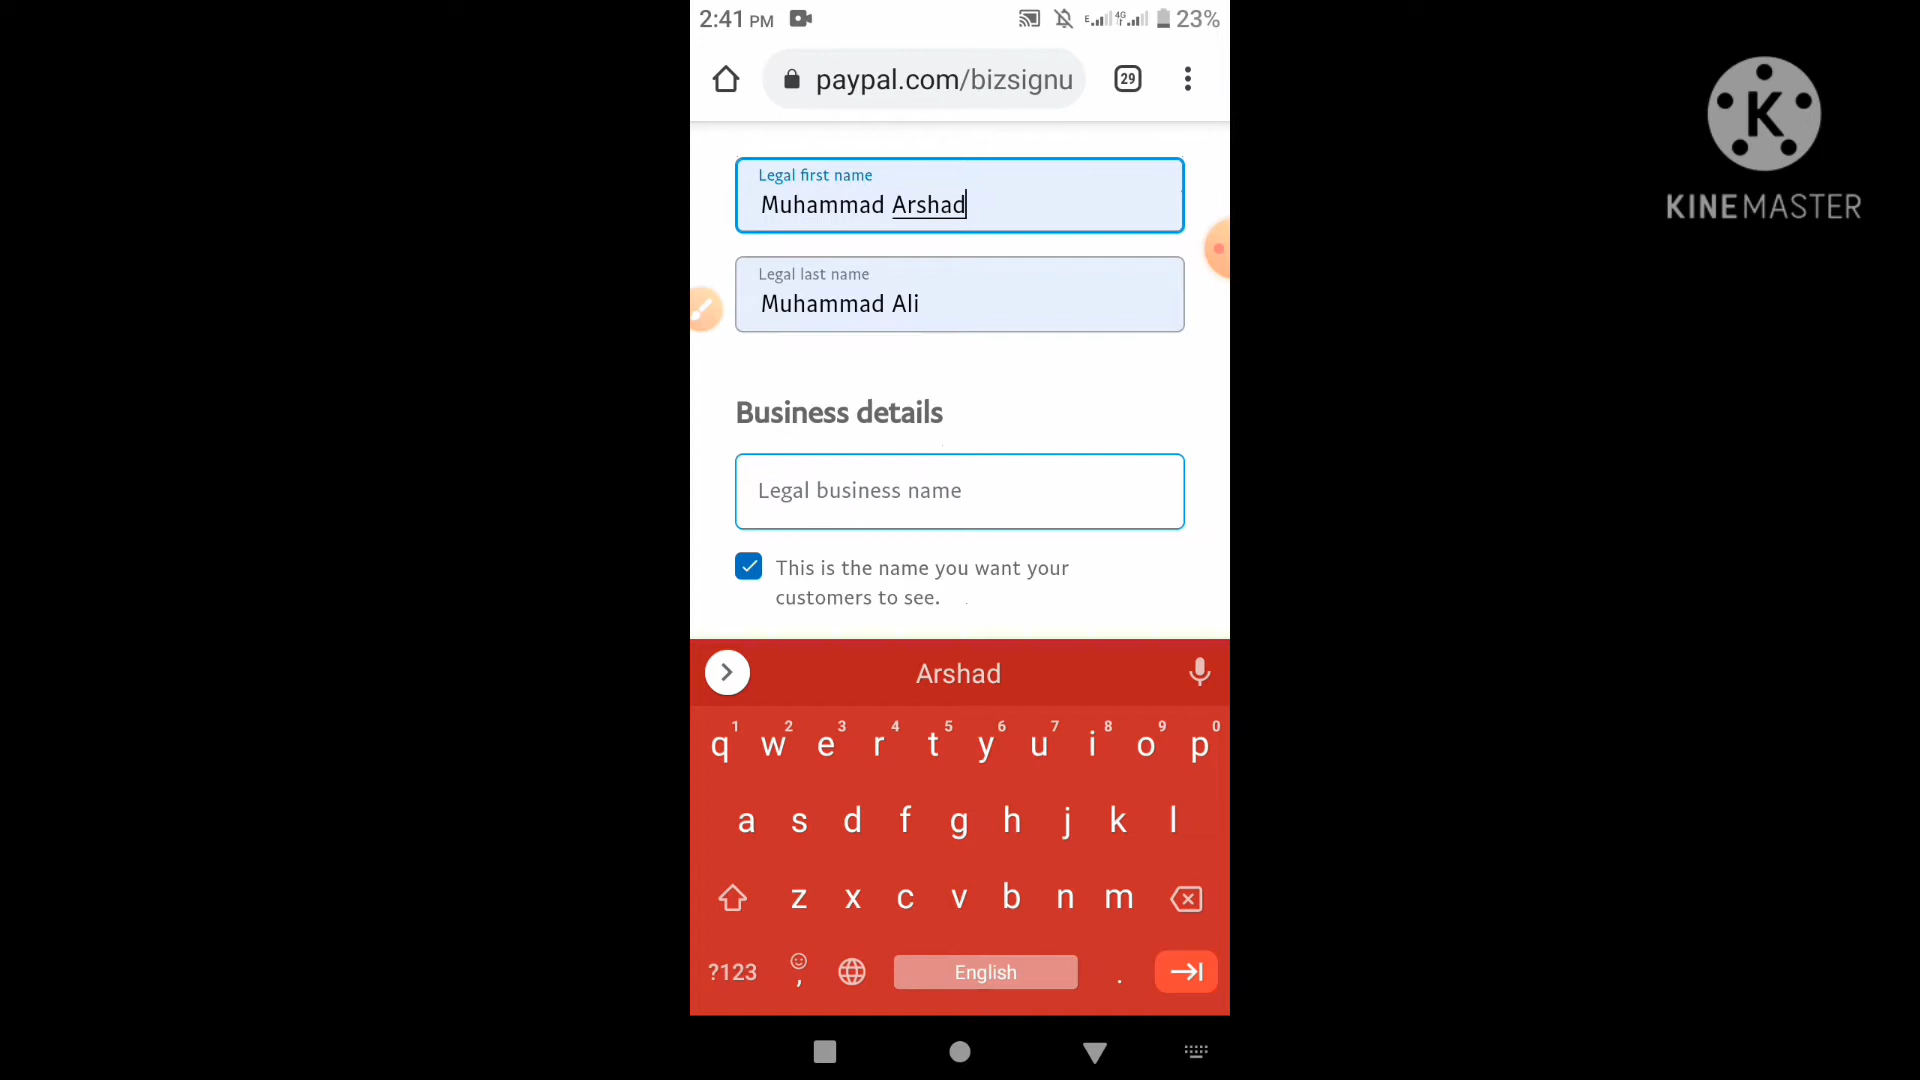 2:41 PM
E 4G 23%
paypal.com/bizsignu
29
K
KINEMASTER
Legal first name
Muhammad Arshad
Legal last name
Muhammad Ali
Business details
Legal business name
This is the name you want your
customers to see.
Arshad
1 2 3 4 5 6 7 8 9 0
q w e r t y u i o p
a s d f g h j k l
z x c v b n m
?123 , English .